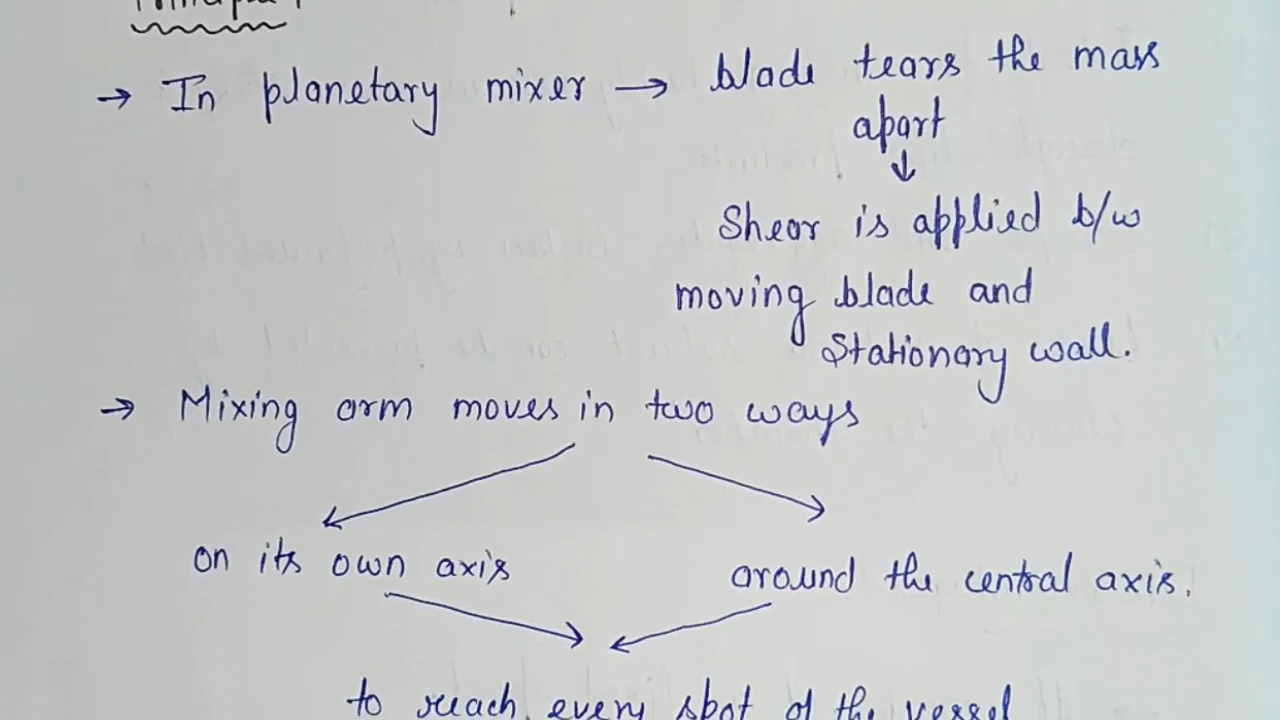 Principle:
→ In planetary mixer → blade tears the mass
apart
↓
Shear is applied b/w
moving blade and
Stationary wall.
→ Mixing arm moves in two ways
on its own axis
around the central axis.
to reach every spot of the vessel